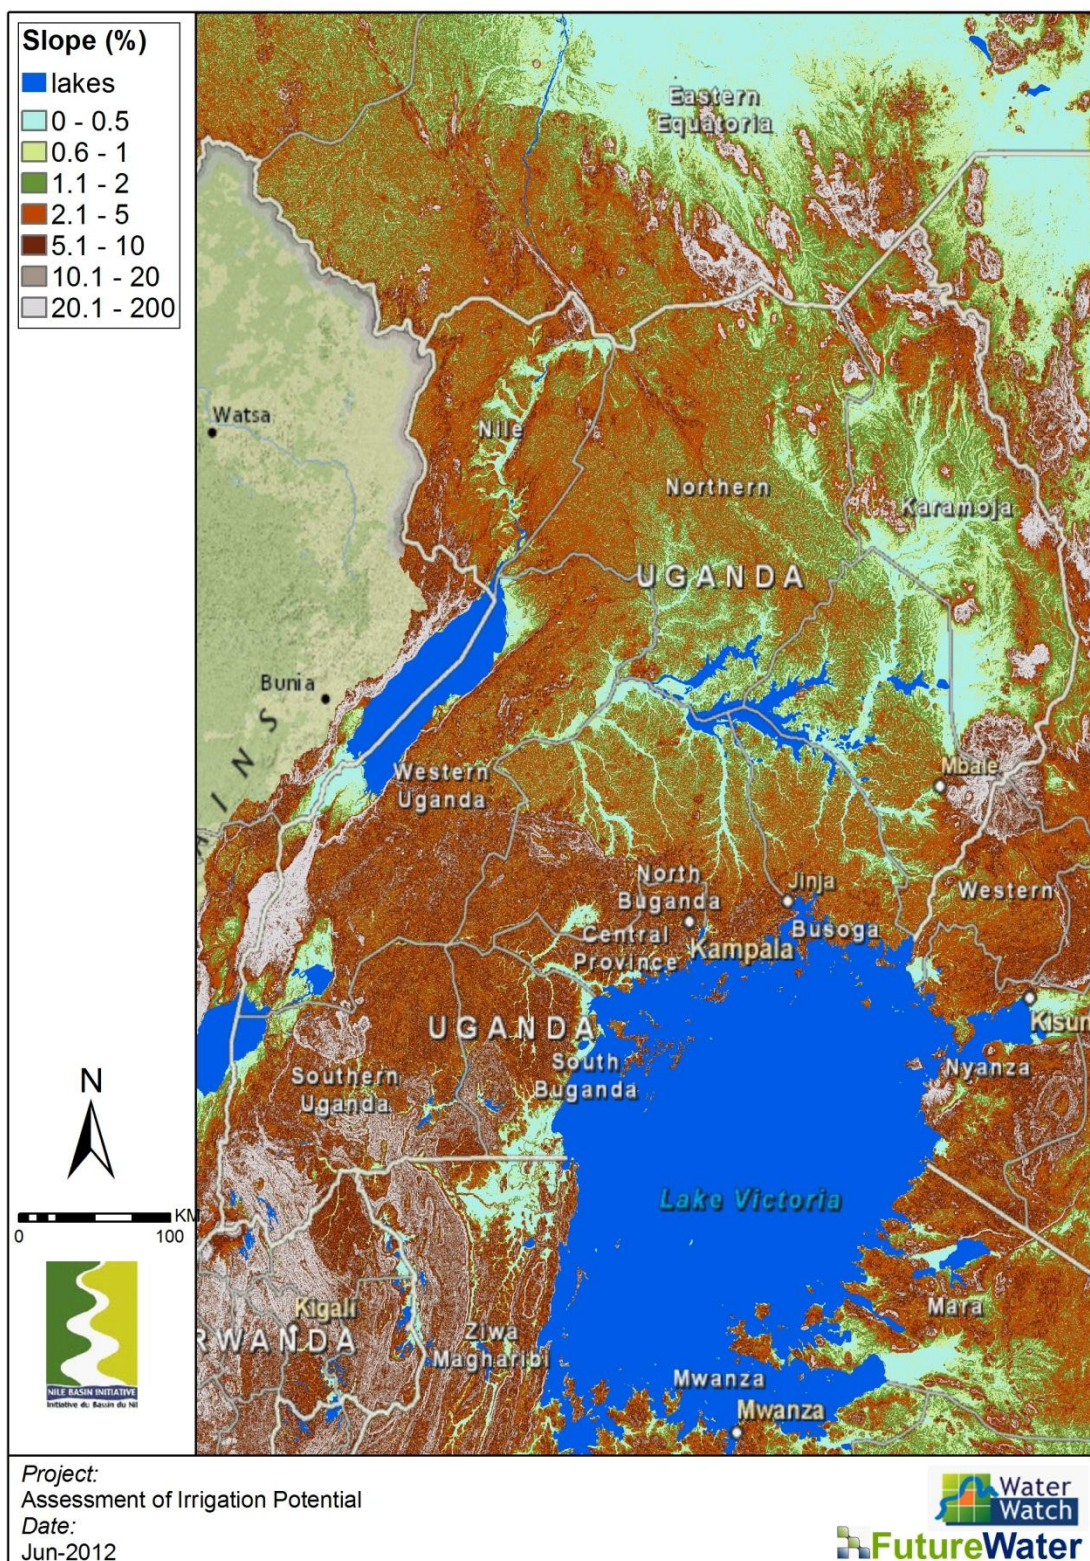 Slope (%)
lakes
0 - 0.5
0.6 - 1
1.1 - 2
2.1 - 5
5.1 - 10
10.1 - 20
20.1 - 200
Eastern
Equatoria
Watsa
Nile
Northern
Karamoja
UGANDA
Bunia
AINS
Western
Uganda
Mbale
North
Buganda
Jinja
Western
Busoga
Central
Province
Kampala
UGANDA
Kisum
South
Buganda
Nyanza
Southern
Uganda
N
Lake Victoria
KM
0 100
Kigali
RWANDA
Mara
Ziwa
Magharibi
Mwanza
Mwanza
NILE BASIN INITIATIVE
Initiative du Bassin du Nil
Project:
Assessment of Irrigation Potential
Date:
Jun-2012
Water
Watch
FutureWater